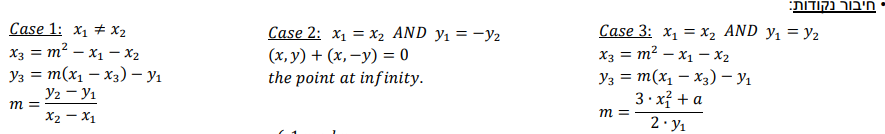 חיבור נקודות:
Case 1: x₁ ≠ x₂
x₃ = m² − x₁ − x₂
y₃ = m(x₁ − x₃) − y₁
m = (y₂ − y₁)/(x₂ − x₁)
Case 2: x₁ = x₂ AND y₁ = −y₂
(x, y) + (x, −y) = 0
the point at infinity.
Case 3: x₁ = x₂ AND y₁ = y₂
x₃ = m² − x₁ − x₂
y₃ = m(x₁ − x₃) − y₁
m = (3 · x₁² + a)/(2 · y₁)